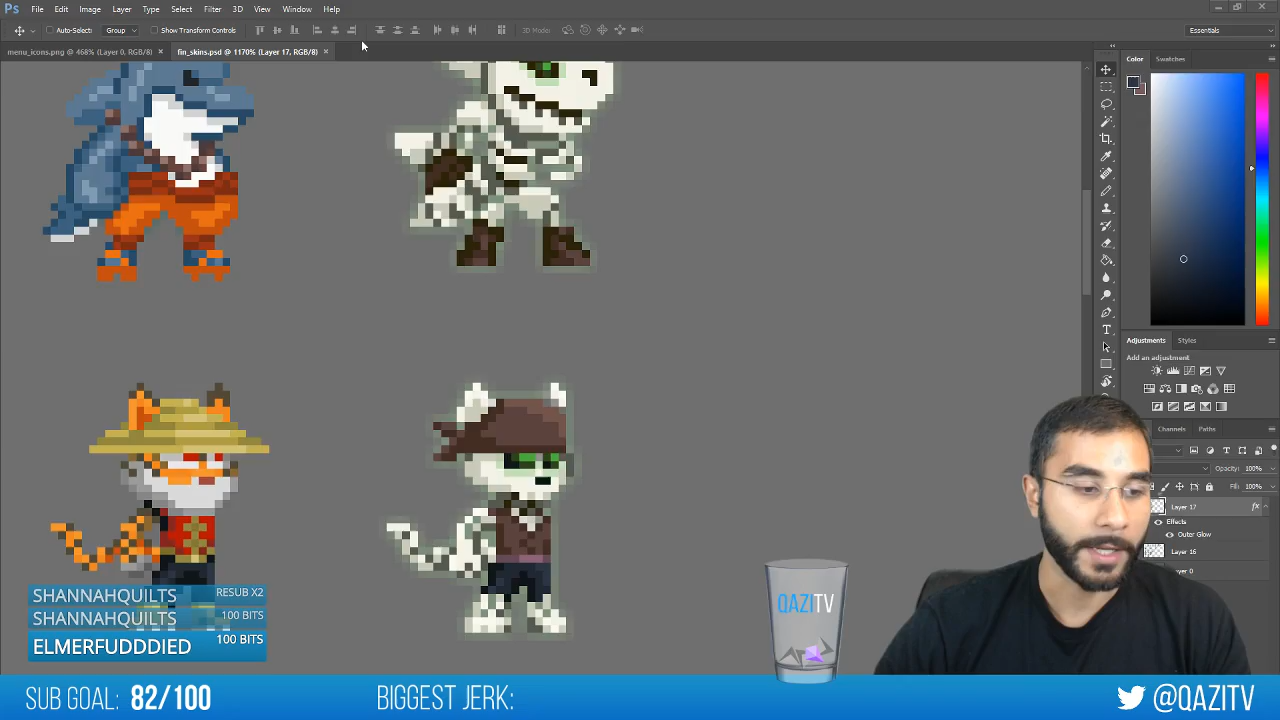 Ps File Edit Image Layer Type Select Filter 3D View Window Help
Auto-Select: Group Show Transform Controls 3D Mode: Essentials
menu_icons.png @ 468% (Layer 0, RGB/8) × fin_skins.psd @ 1170% (Layer 17, RGB/8) ×
Color Swatches
Adjustments Styles
Add an adjustment
Channels Paths
Opacity: 100%
Fill: 100%
Layer 17 fx
Effects
Outer Glow
Layer 16
Layer 0
QAZITV
SHANNAHQUILTS RESUB X2
SHANNAHQUILTS 100 BITS
ELMERFUDDDIED 100 BITS
SUB GOAL: 82/100 BIGGEST JERK: @QAZITV